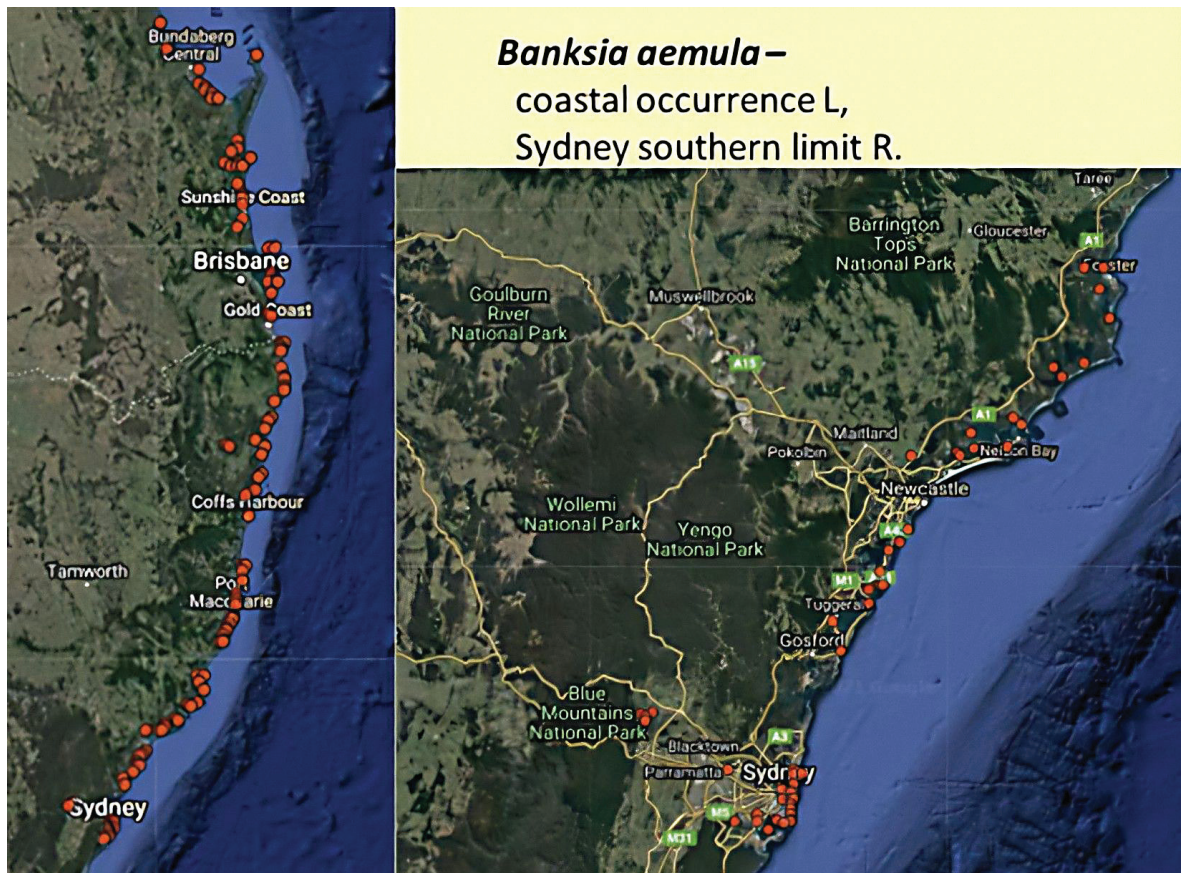 Banksia aemula –
coastal occurrence L,
Sydney southern limit R.
Bundaberg
Central
Sunshine Coast
Brisbane
Gold Coast
Coffs Harbour
Tamworth
Port
Macquarie
Sydney
Taree
Barrington
Tops
National Park
Gloucester
A1
Forster
Goulburn
River
National Park
Muswellbrook
A15
A1
Maitland
Pokolbin
Nelson Bay
Newcastle
Wollemi
National Park
Yengo
National Park
M1
Tuggerah
Gosford
Blue
Mountains
National Park
A3
Blacktown
Parramatta
Sydney
M5
M31